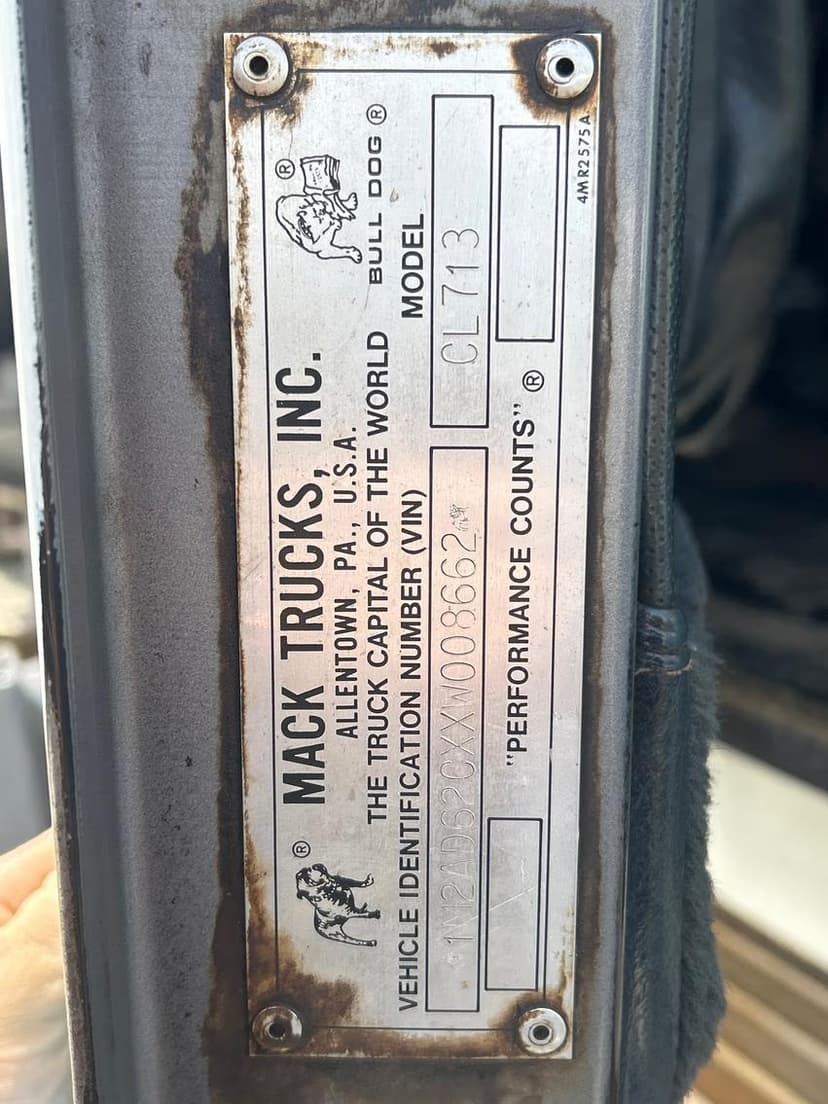 MACK TRUCKS, INC.
ALLENTOWN, PA., U.S.A.
THE TRUCK CAPITAL OF THE WORLD
BULL DOG ®
®
®
VEHICLE IDENTIFICATION NUMBER (VIN)
MODEL
1M2AD62CXXW008662
CL713
"PERFORMANCE COUNTS" ®
4MR2575A